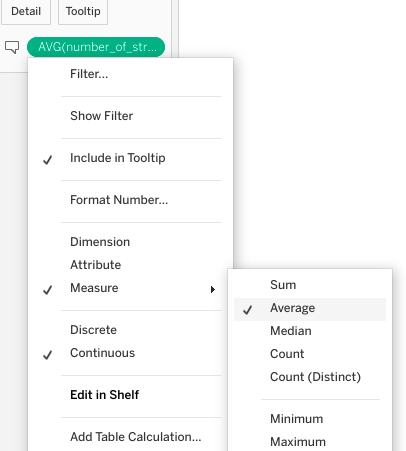 Detail
Tooltip
AVG(number_of_str...
Filter...
Show Filter
Include in Tooltip
Format Number...
Dimension
Attribute
Measure
Discrete
Continuous
Edit in Shelf
Add Table Calculation...
Sum
Average
Median
Count
Count (Distinct)
Minimum
Maximum